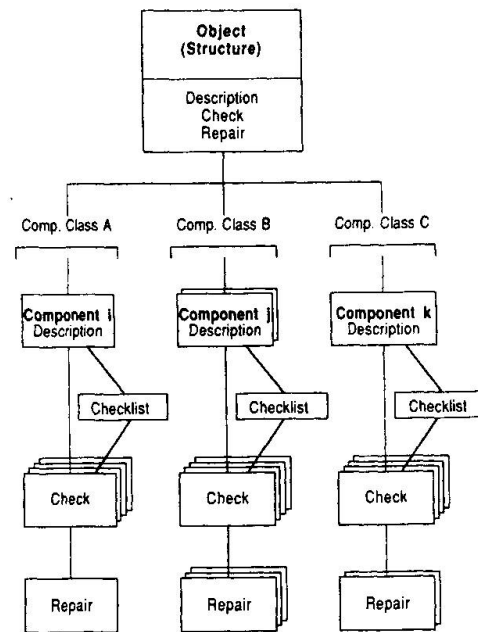 Object
(Structure)
Description
Check
Repair
Comp. Class A
Comp. Class B
Comp. Class C
Component i
Description
Component j
Description
Component k
Description
Checklist
Checklist
Checklist
Check
Check
Check
Repair
Repair
Repair